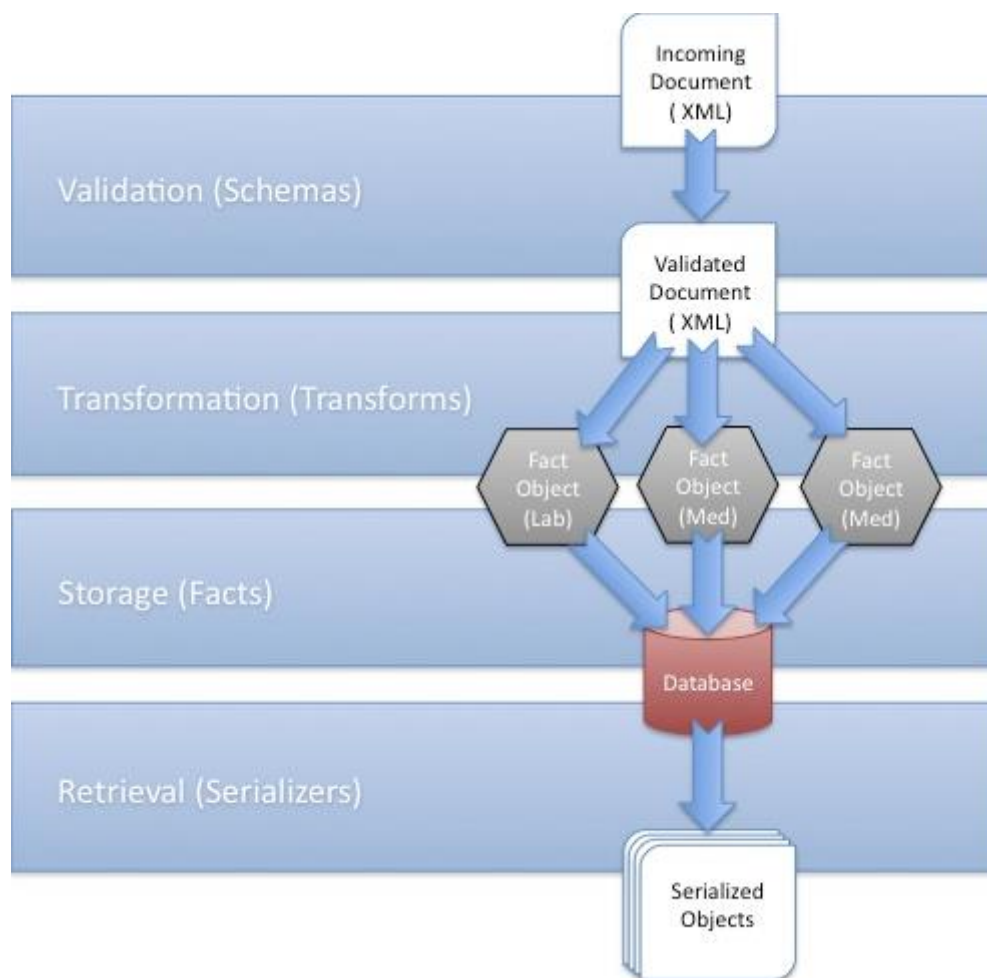 Incoming
Document
( XML)
Validation (Schemas)
Validated
Document
( XML)
Transformation (Transforms)
Fact
Object
(Lab)
Fact
Object
(Med)
Fact
Object
(Med)
Storage (Facts)
Database
Retrieval (Serializers)
Serialized
Objects